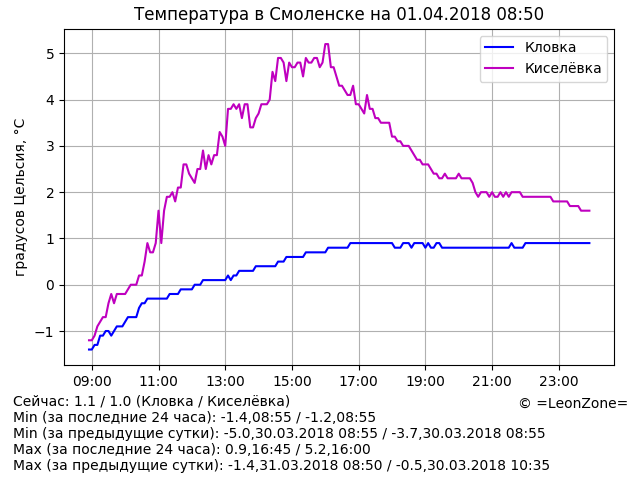 Температура в Смоленске на 01.04.2018 08:50
градусов Цельсия, °C
5
4
3
2
1
0
−1
Кловка
Киселёвка
09:00 11:00 13:00 15:00 17:00 19:00 21:00 23:00
Сейчас: 1.1 / 1.0 (Кловка / Киселёвка)
© =LeonZone=
Min (за последние 24 часа): -1.4,08:55 / -1.2,08:55
Min (за предыдущие сутки): -5.0,30.03.2018 08:55 / -3.7,30.03.2018 08:55
Max (за последние 24 часа): 0.9,16:45 / 5.2,16:00
Max (за предыдущие сутки): -1.4,31.03.2018 08:50 / -0.5,30.03.2018 10:35